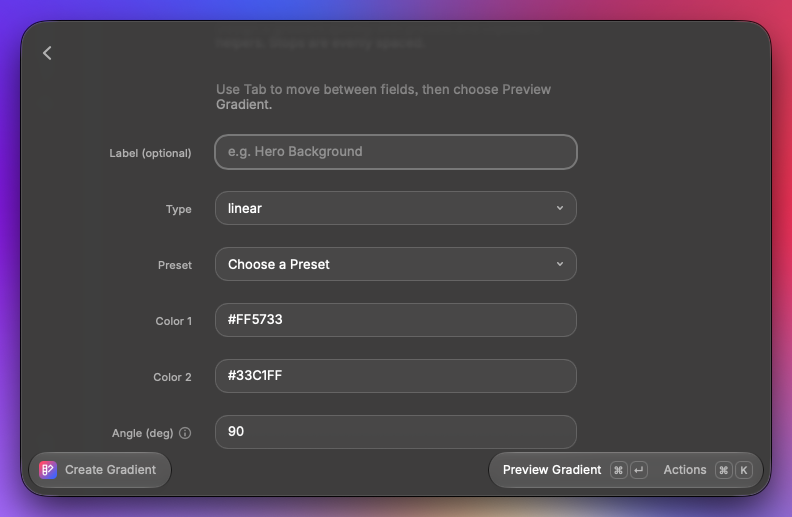 Use Tab to move between fields, then choose Preview
Gradient.
Label (optional)
e.g. Hero Background
Type
linear
Preset
Choose a Preset
Color 1
#FF5733
Color 2
#33C1FF
Angle (deg)
90
Create Gradient
Preview Gradient ⌘ ↵ Actions ⌘ K